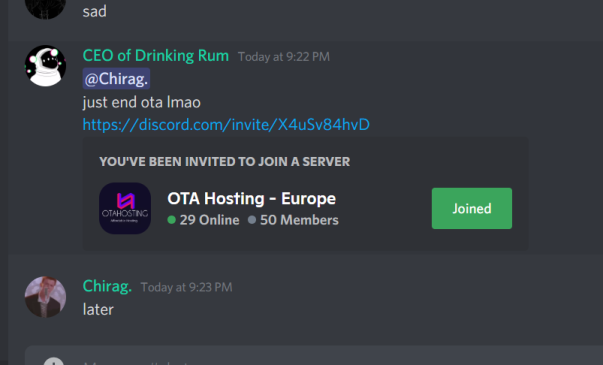 sad
CEO of Drinking Rum Today at 9:22 PM
@Chirag.
just end ota lmao
https://discord.com/invite/X4uSv84hvD
YOU'VE BEEN INVITED TO JOIN A SERVER
OTAHOSTING
OTA Hosting - Europe
29 Online 50 Members
Joined
Chirag. Today at 9:23 PM
later